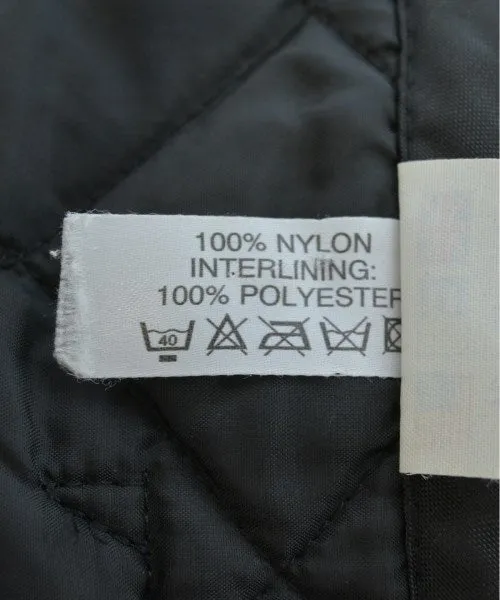 100% NYLON
INTERLINING:
100% POLYESTER
40